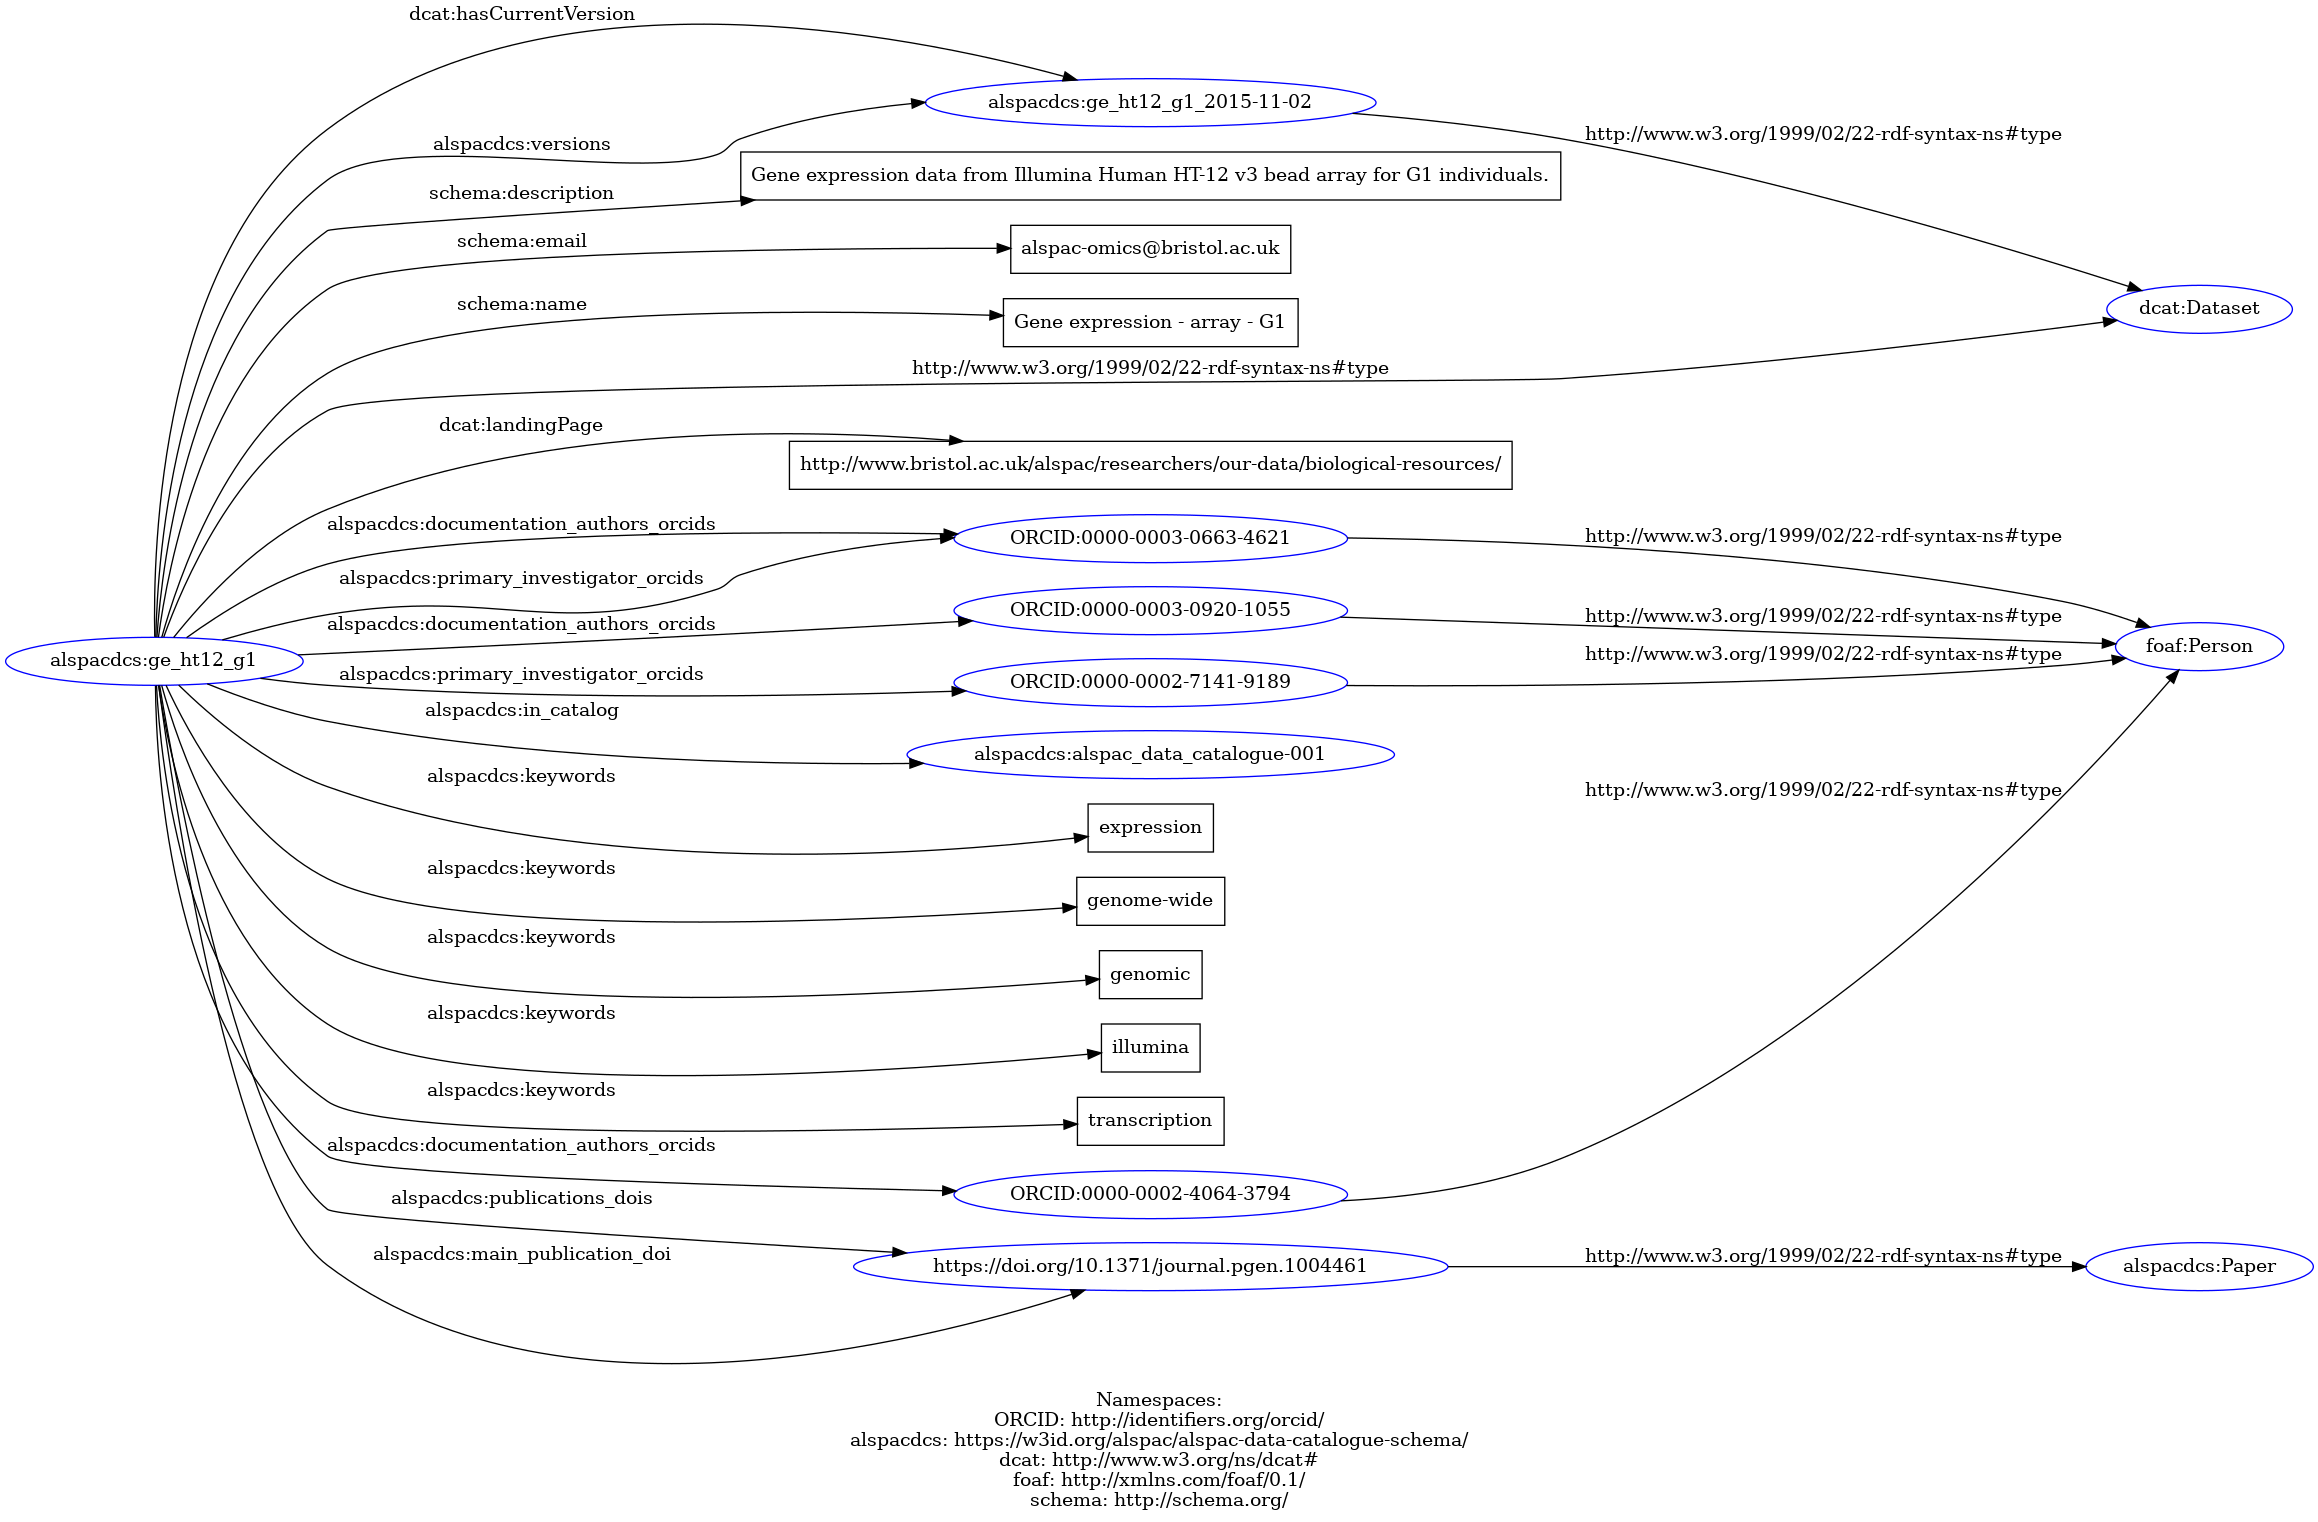 dcat:hasCurrentVersion
alspacdcs:ge_ht12_g1_2015-11-02
http://www.w3.org/1999/02/22-rdf-syntax-ns#type
alspacdcs:versions
Gene expression data from Illumina Human HT-12 v3 bead array for G1 individuals.
schema:description
schema:email
alspac-omics@bristol.ac.uk
schema:name
Gene expression - array - G1
dcat:Dataset
http://www.w3.org/1999/02/22-rdf-syntax-ns#type
dcat:landingPage
http://www.bristol.ac.uk/alspac/researchers/our-data/biological-resources/
alspacdcs:documentation_authors_orcids
ORCID:0000-0003-0663-4621
http://www.w3.org/1999/02/22-rdf-syntax-ns#type
alspacdcs:primary_investigator_orcids
ORCID:0000-0003-0920-1055
http://www.w3.org/1999/02/22-rdf-syntax-ns#type
alspacdcs:documentation_authors_orcids
foaf:Person
alspacdcs:ge_ht12_g1
http://www.w3.org/1999/02/22-rdf-syntax-ns#type
alspacdcs:primary_investigator_orcids
ORCID:0000-0002-7141-9189
alspacdcs:in_catalog
alspacdcs:alspac_data_catalogue-001
alspacdcs:keywords
http://www.w3.org/1999/02/22-rdf-syntax-ns#type
expression
alspacdcs:keywords
genome-wide
alspacdcs:keywords
genomic
alspacdcs:keywords
illumina
alspacdcs:keywords
transcription
alspacdcs:documentation_authors_orcids
ORCID:0000-0002-4064-3794
alspacdcs:publications_dois
alspacdcs:main_publication_doi
https://doi.org/10.1371/journal.pgen.1004461
http://www.w3.org/1999/02/22-rdf-syntax-ns#type
alspacdcs:Paper
Namespaces:
ORCID: http://identifiers.org/orcid/
alspacdcs: https://w3id.org/alspac/alspac-data-catalogue-schema/
dcat: http://www.w3.org/ns/dcat#
foaf: http://xmlns.com/foaf/0.1/
schema: http://schema.org/